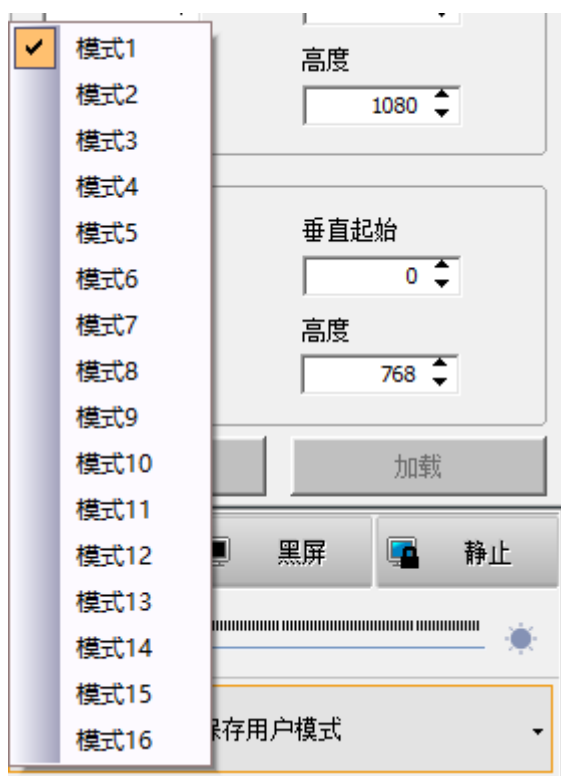 模式1
模式2
模式3
模式4
模式5
模式6
模式7
模式8
模式9
模式10
模式11
模式12
模式13
模式14
模式15
模式16
高度
1080
垂直起始
0
高度
768
加载
黑屏
静止
存用户模式